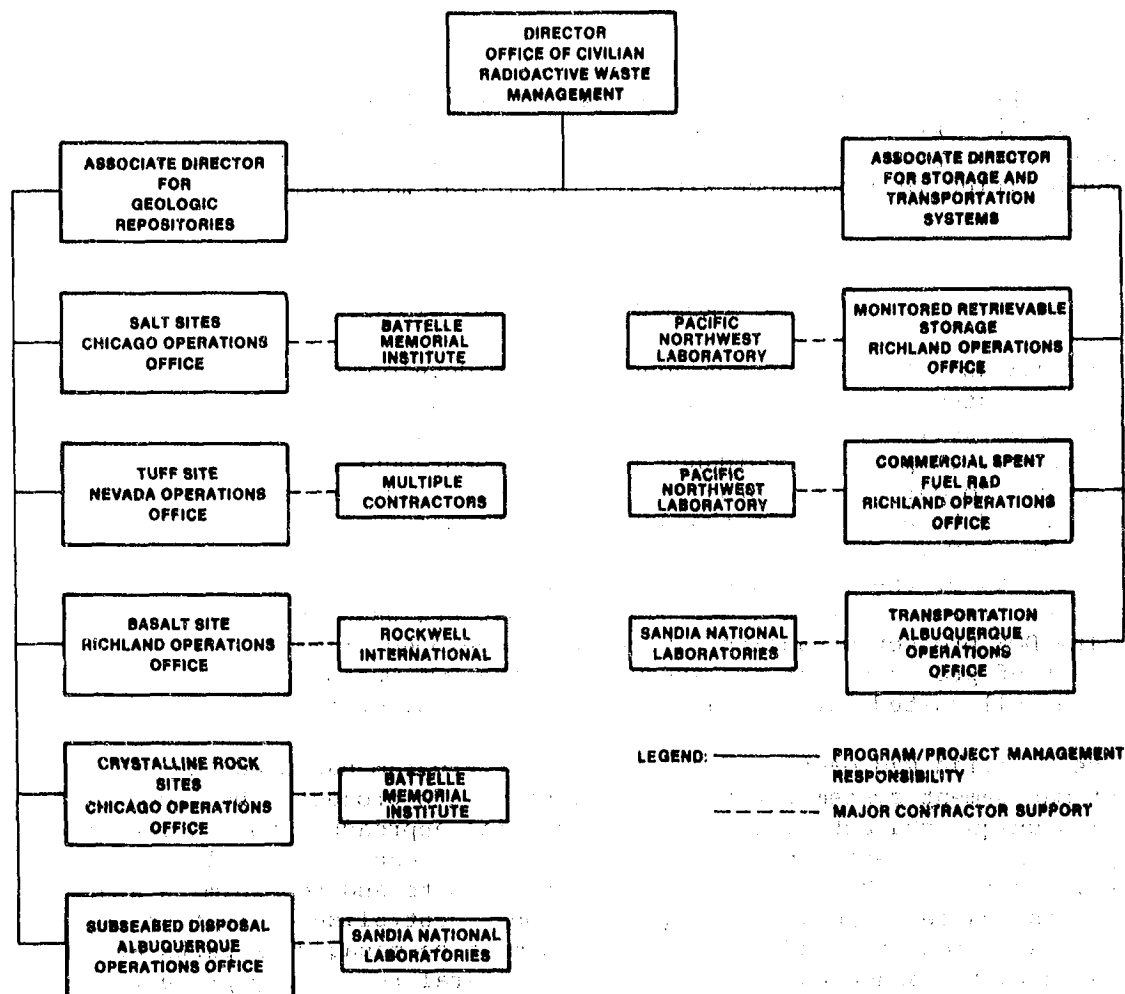 DIRECTOR
OFFICE OF CIVILIAN
RADIOACTIVE WASTE
MANAGEMENT
ASSOCIATE DIRECTOR
FOR
GEOLOGIC
REPOSITORIES
ASSOCIATE DIRECTOR
FOR STORAGE AND
TRANSPORTATION
SYSTEMS
SALT SITES
CHICAGO OPERATIONS
OFFICE
BATTELLE
MEMORIAL
INSTITUTE
PACIFIC
NORTHWEST
LABORATORY
MONITORED RETRIEVABLE
STORAGE
RICHLAND OPERATIONS
OFFICE
TUFF SITE
NEVADA OPERATIONS
OFFICE
MULTIPLE
CONTRACTORS
PACIFIC
NORTHWEST
LABORATORY
COMMERCIAL SPENT
FUEL R&D
RICHLAND OPERATIONS
OFFICE
BASALT SITE
RICHLAND OPERATIONS
OFFICE
ROCKWELL
INTERNATIONAL
SANDIA NATIONAL
LABORATORIES
TRANSPORTATION
ALBUQUERQUE
OPERATIONS
OFFICE
CRYSTALLINE ROCK
SITES
CHICAGO OPERATIONS
OFFICE
BATTELLE
MEMORIAL
INSTITUTE
LEGEND: PROGRAM/PROJECT MANAGEMENT
RESPONSIBILITY
MAJOR CONTRACTOR SUPPORT
SUBSEABED DISPOSAL
ALBUQUERQUE
OPERATIONS OFFICE
SANDIA NATIONAL
LABORATORIES